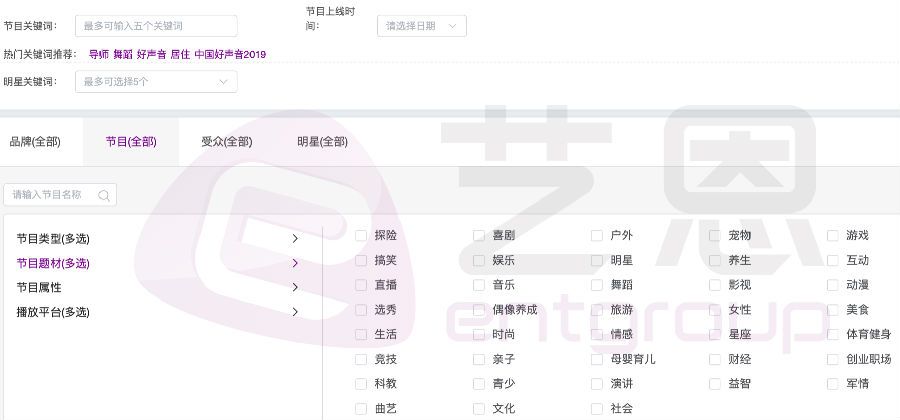 节目上线时
节目关键词： 最多可输入五个关键词 间： 请选择日期
热门关键词推荐： 导师 舞蹈 好声音 居住 中国好声音2019
明星关键词： 最多可选择5个
品牌(全部) 节目(全部) 受众(全部) 明星(全部)
艺恩
entgroup
请输入节目名称
节目类型(多选)
节目题材(多选)
节目属性
播放平台(多选)
探险 喜剧 户外 宠物 游戏
搞笑 娱乐 明星 养生 互动
直播 音乐 舞蹈 影视 动漫
选秀 偶像养成 旅游 女性 美食
生活 时尚 情感 星座 体育健身
竞技 亲子 母婴育儿 财经 创业职场
科教 青少 演讲 益智 军情
曲艺 文化 社会